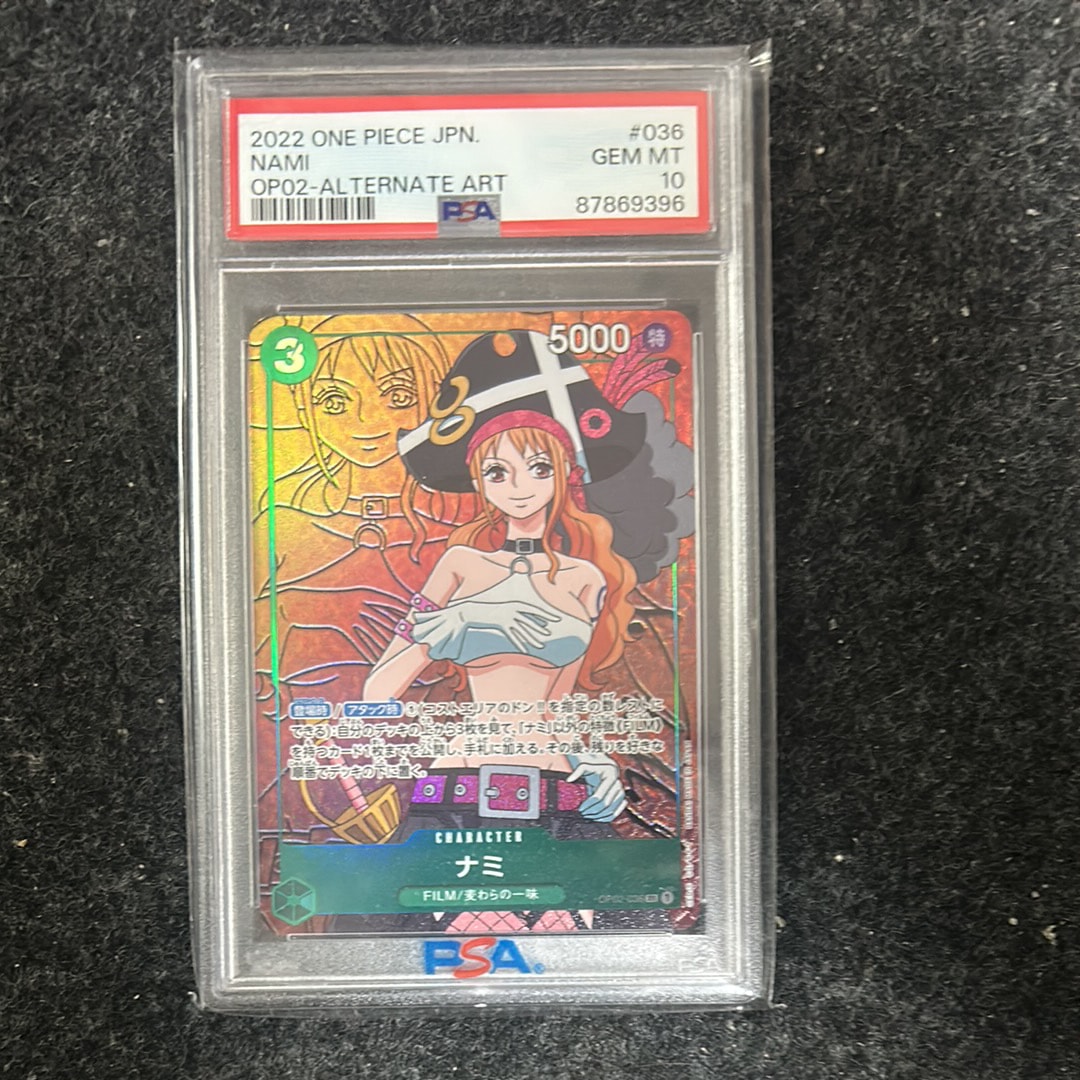 2022 ONE PIECE JPN.
#036
NAMI
GEM MT
OP02-ALTERNATE ART
10
PSA
87869396
3
5000
特
登場時/アタック時 ①(コストエリアのドン!!を指定の数レストに
できる):自分のデッキの上から3枚を見て、「ナミ」以外の特徴《FILM》
を持つカード1枚までを公開し、手札に加える。その後、残りを好きな
順番でデッキの下に置く。
CHARACTER
ナミ
FILM/麦わらの一味
OP02-036 SR 1
PSA